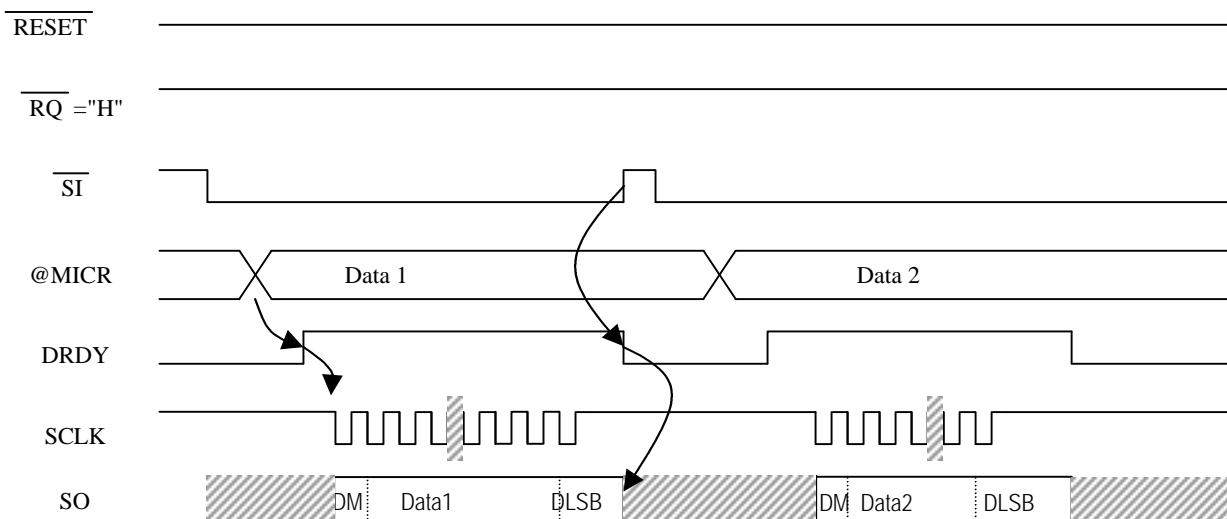 RESET
RQ ="H"
SI
@MICR Data 1 Data 2
DRDY
SCLK
SO DM Data1 DLSB DM Data2 DLSB